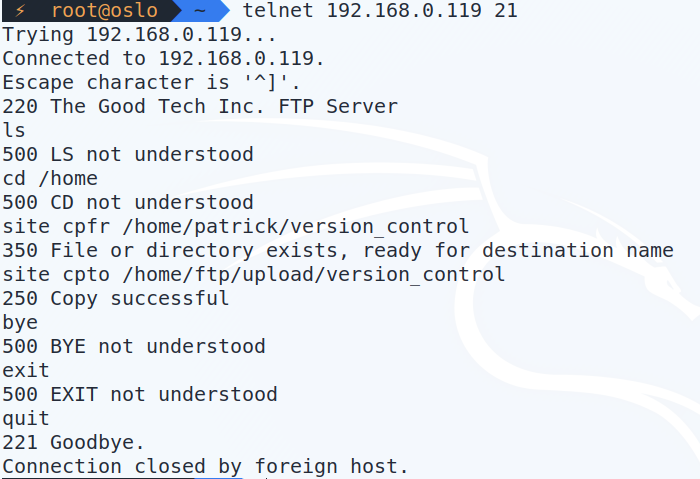 ⚡ root@oslo ~ telnet 192.168.0.119 21
Trying 192.168.0.119...
Connected to 192.168.0.119.
Escape character is '^]'.
220 The Good Tech Inc. FTP Server
ls
500 LS not understood
cd /home
500 CD not understood
site cpfr /home/patrick/version_control
350 File or directory exists, ready for destination name
site cpto /home/ftp/upload/version_control
250 Copy successful
bye
500 BYE not understood
exit
500 EXIT not understood
quit
221 Goodbye.
Connection closed by foreign host.